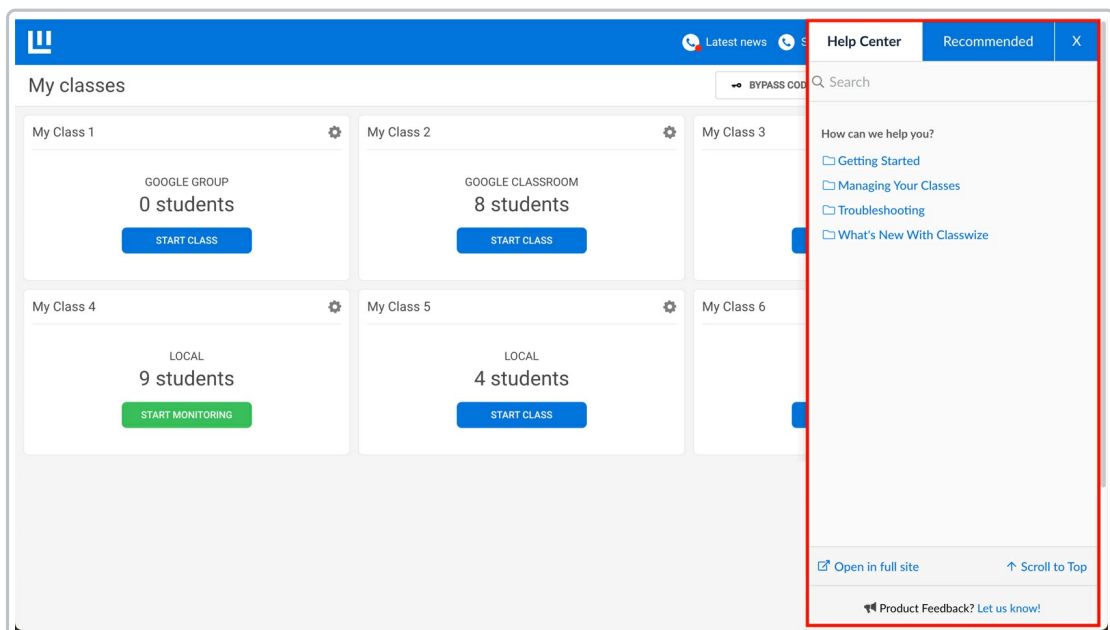 Latest news
Help Center
Recommended
X
My classes
BYPASS COD
Search
My Class 1
My Class 2
My Class 3
How can we help you?
Getting Started
Managing Your Classes
Troubleshooting
What's New With Classwize
GOOGLE GROUP
0 students
START CLASS
GOOGLE CLASSROOM
8 students
START CLASS
My Class 4
My Class 5
My Class 6
LOCAL
9 students
START MONITORING
LOCAL
4 students
START CLASS
Open in full site
Scroll to Top
Product Feedback? Let us know!